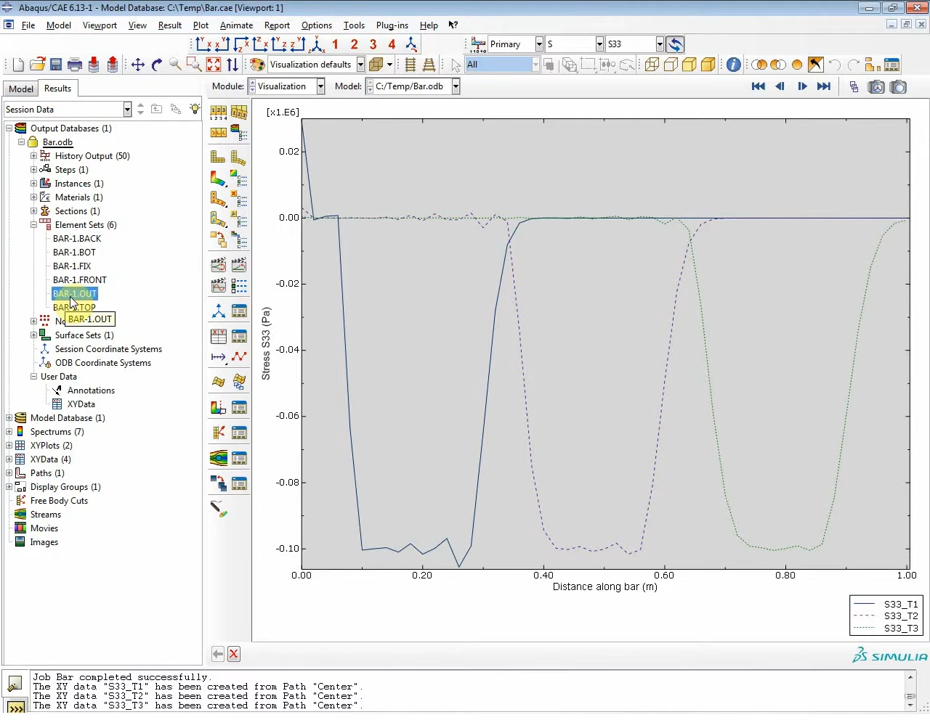 Abaqus/CAE 6.13-1 - Model Database: C:\Temp\Bar.cae [Viewport: 1]
File Model Viewport View Result Plot Animate Report Options Tools Plug-ins Help
1 2 3 4 Primary S S33
Visualization defaults All
Model Results Module: Visualization Model: C:/Temp/Bar.odb
Session Data
Output Databases (1)
Bar.odb
History Output (50)
Steps (1)
Instances (1)
Materials (1)
Sections (1)
Element Sets (6)
BAR-1.BACK
BAR-1.BOT
BAR-1.FIX
BAR-1.FRONT
BAR-1.OUT
BAR-1.TOP
BAR-1.OUT
Surface Sets (1)
Session Coordinate Systems
ODB Coordinate Systems
User Data
Annotations
XYData
Model Database (1)
Spectrums (7)
XYPlots (2)
XYData (4)
Paths (1)
Display Groups (1)
Free Body Cuts
Streams
Movies
Images
[x1.E6]
0.02
0.00
-0.02
-0.04
-0.06
-0.08
-0.10
Stress S33 (Pa)
0.00 0.20 0.40 0.60 0.80 1.00
Distance along bar (m)
S33_T1
S33_T2
S33_T3
SIMULIA
Job Bar completed successfully.
The XY data "S33_T1" has been created from Path "Center".
The XY data "S33_T2" has been created from Path "Center".
The XY data "S33_T3" has been created from Path "Center".
>>>